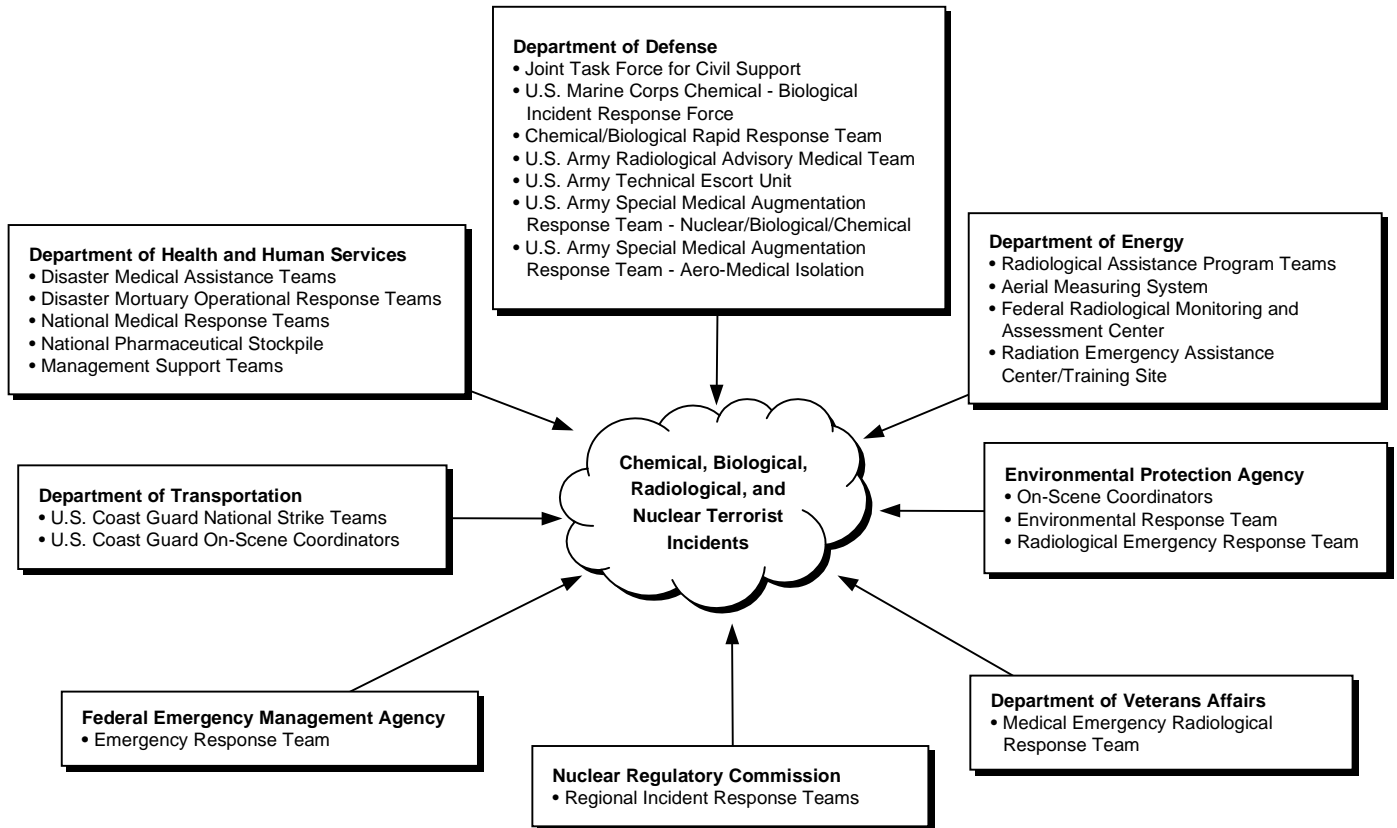 Department of Defense
• Joint Task Force for Civil Support
• U.S. Marine Corps Chemical - Biological
Incident Response Force
• Chemical/Biological Rapid Response Team
• U.S. Army Radiological Advisory Medical Team
• U.S. Army Technical Escort Unit
• U.S. Army Special Medical Augmentation
Response Team - Nuclear/Biological/Chemical
• U.S. Army Special Medical Augmentation
Response Team - Aero-Medical Isolation
Department of Health and Human Services
• Disaster Medical Assistance Teams
• Disaster Mortuary Operational Response Teams
• National Medical Response Teams
• National Pharmaceutical Stockpile
• Management Support Teams
Department of Energy
• Radiological Assistance Program Teams
• Aerial Measuring System
• Federal Radiological Monitoring and
Assessment Center
• Radiation Emergency Assistance
Center/Training Site
Chemical, Biological,
Radiological, and
Nuclear Terrorist
Incidents
Department of Transportation
• U.S. Coast Guard National Strike Teams
• U.S. Coast Guard On-Scene Coordinators
Environmental Protection Agency
• On-Scene Coordinators
• Environmental Response Team
• Radiological Emergency Response Team
Federal Emergency Management Agency
• Emergency Response Team
Nuclear Regulatory Commission
• Regional Incident Response Teams
Department of Veterans Affairs
• Medical Emergency Radiological
Response Team